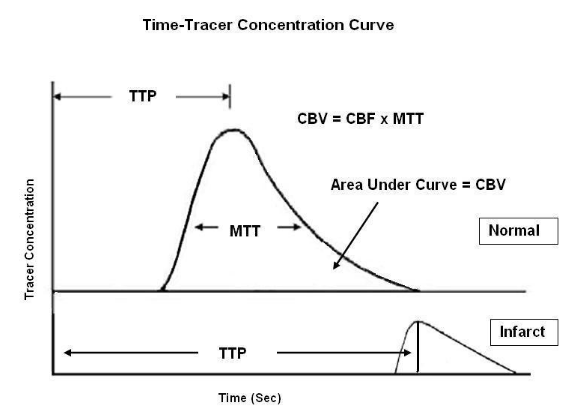 Time-Tracer Concentration Curve
TTP
CBV = CBF x MTT
Area Under Curve = CBV
MTT
Normal
Tracer Concentration
Infarct
TTP
Time (Sec)